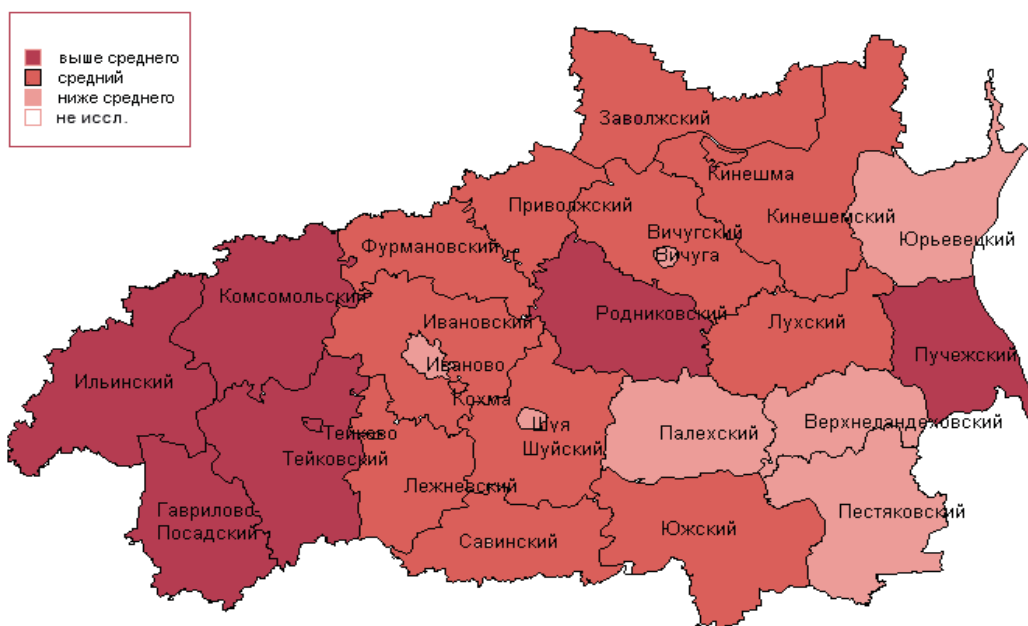 выше среднего
средний
ниже среднего
не иссл.
Заволжский
Кинешма
Приволжский
Кинешемский
Вичугский
Вичуга
Юрьевецкий
Фурмановский
Комсомольский
Родниковский
Ивановский
Лухский
Пучежский
Иваново
Ильинский
Кохма
Шуя
Верхнеландеховский
Тейково
Палехский
Шуйский
Тейковский
Лежневский
Гаврилово
Посадский
Пестяковский
Южский
Савинский